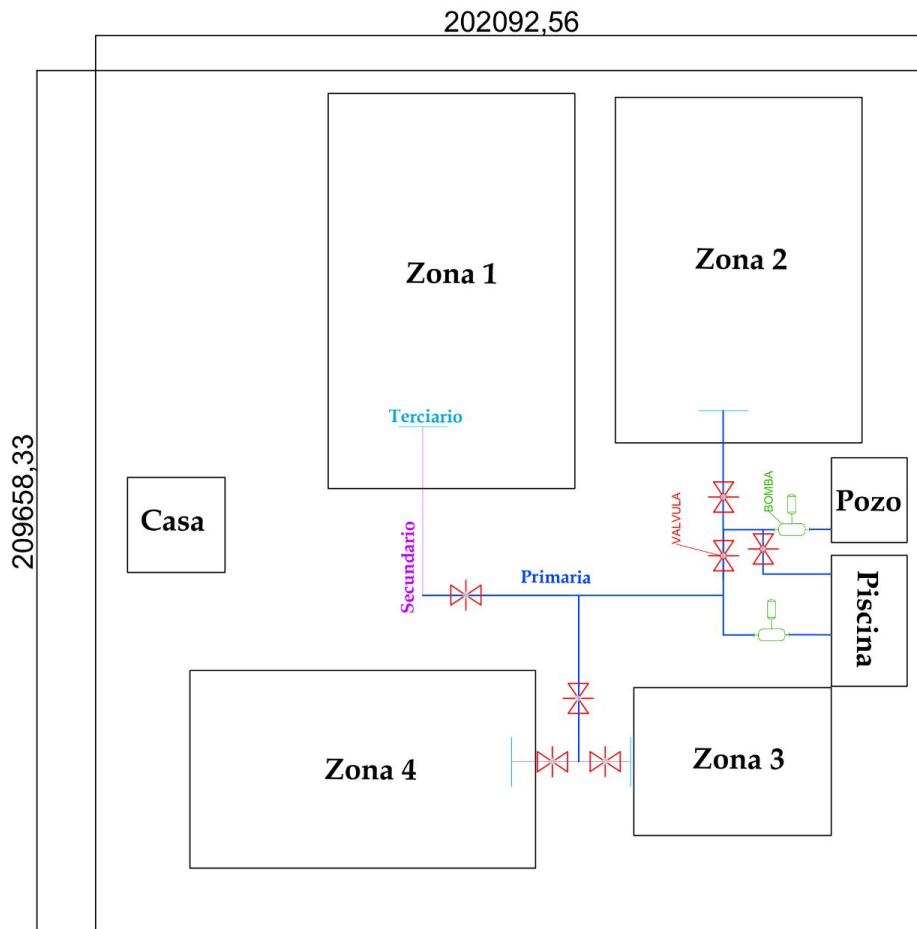 202092,56
209658,33
Zona 1
Zona 2
Terciario
Casa
Secundario
Primaria
VALVULA
BOMBA
Pozo
Piscina
Zona 4
Zona 3